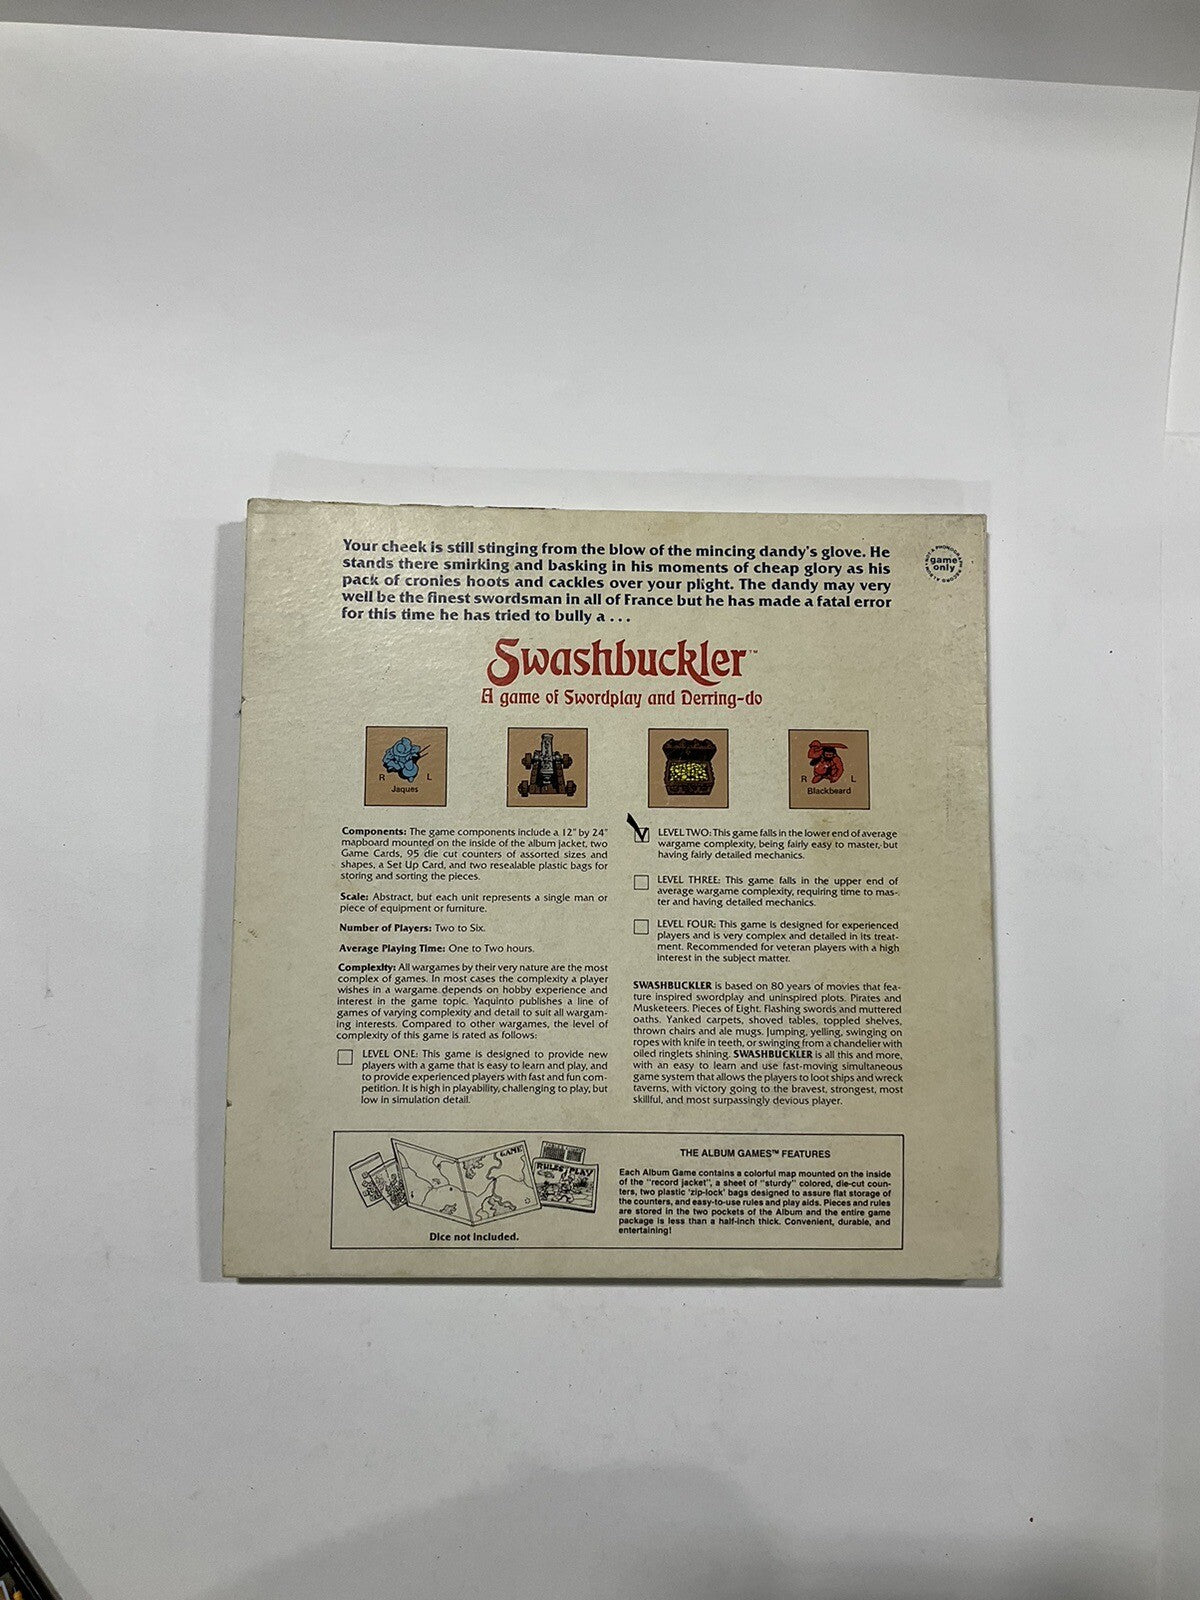 Your cheek is still stinging from the blow of the mincing dandy's glove. He
stands there smirking and basking in his moments of cheap glory as his
pack of cronies hoots and cackles over your plight. The dandy may very
well be the finest swordsman in all of France but he has made a fatal error
for this time he has tried to bully a . . .
NOT A PHONOGRAPH RECORD ALBUM
game
only
Swashbuckler™
A game of Swordplay and Derring-do
R L
Jaques
R L
Blackbeard
Components: The game components include a 12" by 24"
mapboard mounted on the inside of the album jacket, two
Game Cards, 95 die cut counters of assorted sizes and
shapes, a Set Up Card, and two resealable plastic bags for
storing and sorting the pieces.
Scale: Abstract, but each unit represents a single man or
piece of equipment or furniture.
Number of Players: Two to Six.
Average Playing Time: One to Two hours.
Complexity: All wargames by their very nature are the most
complex of games. In most cases the complexity a player
wishes in a wargame depends on hobby experience and
interest in the game topic. Yaquinto publishes a line of
games of varying complexity and detail to suit all wargam-
ing interests. Compared to other wargames, the level of
complexity of this game is rated as follows:
LEVEL ONE: This game is designed to provide new
players with a game that is easy to learn and play, and
to provide experienced players with fast and fun com-
petition. It is high in playability, challenging to play, but
low in simulation detail.
LEVEL TWO: This game falls in the lower end of average
wargame complexity, being fairly easy to master, but
having fairly detailed mechanics.
LEVEL THREE: This game falls in the upper end of
average wargame complexity, requiring time to mas-
ter and having detailed mechanics.
LEVEL FOUR: This game is designed for experienced
players and is very complex and detailed in its treat-
ment. Recommended for veteran players with a high
interest in the subject matter.
SWASHBUCKLER is based on 80 years of movies that fea-
ture inspired swordplay and uninspired plots. Pirates and
Musketeers. Pieces of Eight. Flashing swords and muttered
oaths. Yanked carpets, shoved tables, toppled shelves,
thrown chairs and ale mugs. Jumping, yelling, swinging on
ropes with knife in teeth, or swinging from a chandelier with
oiled ringlets shining. SWASHBUCKLER is all this and more,
with an easy to learn and use fast-moving simultaneous
game system that allows the players to loot ships and wreck
taverns, with victory going to the bravest, strongest, most
skillful, and most surpassingly devious player.
GAME
RULES PLAY
Dice not included.
THE ALBUM GAMES™ FEATURES
Each Album Game contains a colorful map mounted on the inside
of the "record jacket", a sheet of "sturdy" colored, die-cut coun-
ters, two plastic 'zip-lock' bags designed to assure flat storage of
the counters, and easy-to-use rules and play aids. Pieces and rules
are stored in the two pockets of the Album and the entire game
package is less than a half-inch thick. Convenient, durable, and
entertaining!